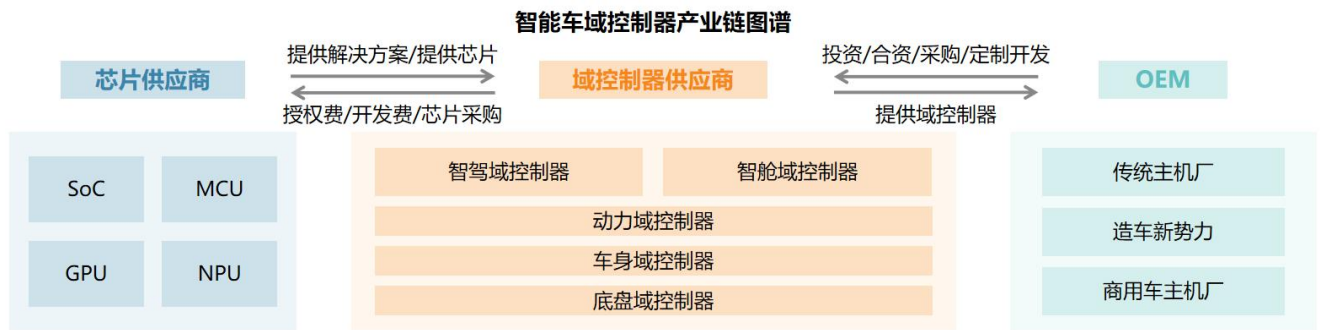 智能车域控制器产业链图谱
提供解决方案/提供芯片
投资/合资/采购/定制开发
芯片供应商
域控制器供应商
OEM
授权费/开发费/芯片采购
提供域控制器
SoC
MCU
GPU
NPU
智驾域控制器
智舱域控制器
动力域控制器
车身域控制器
底盘域控制器
传统主机厂
造车新势力
商用车主机厂